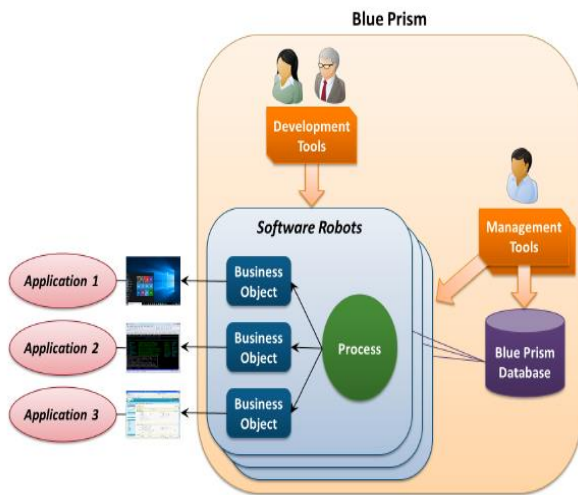 Blue Prism
Development
Tools
Software Robots
Management
Tools
Application 1
Business
Object
Application 2
Business
Object
Process
Blue Prism
Database
Application 3
Business
Object